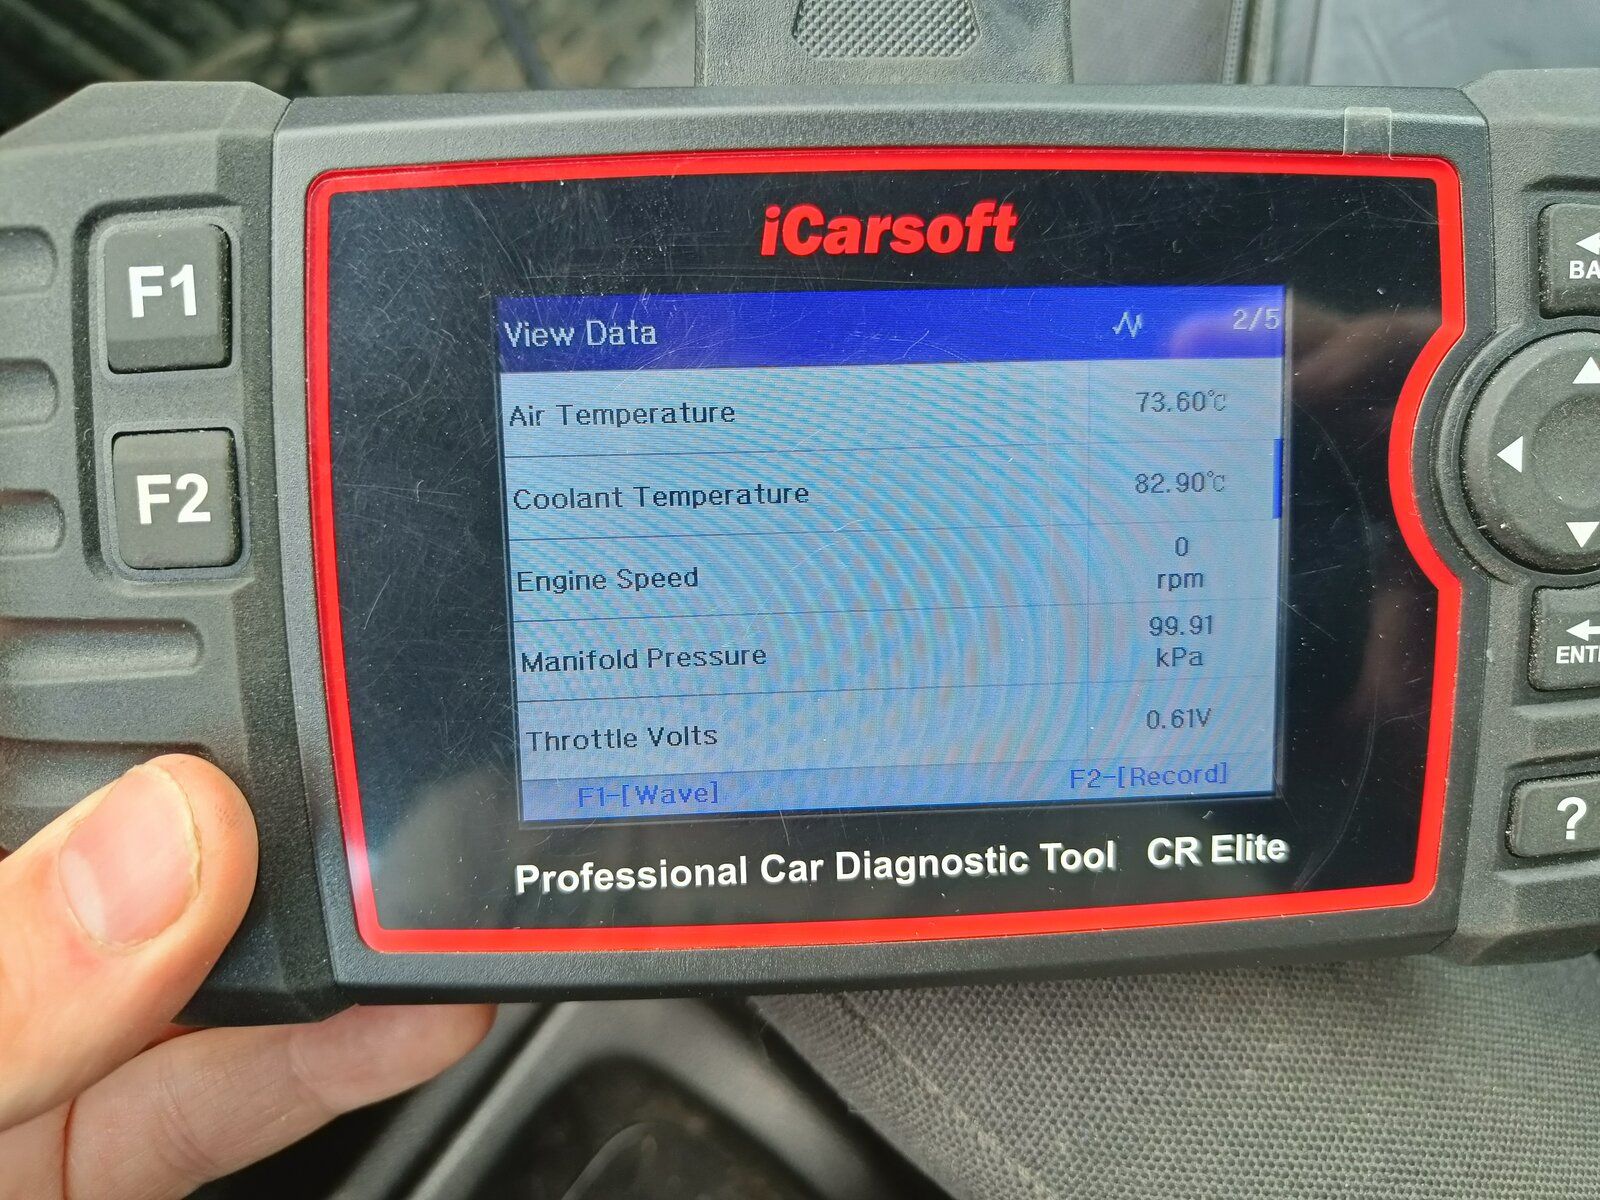 iCarsoft
F1
F2
View Data 2/5
Air Temperature 73.60℃
Coolant Temperature 82.90℃
Engine Speed 0 rpm
Manifold Pressure 99.91 kPa
Throttle Volts 0.61V
F1-[Wave] F2-[Record]
Professional Car Diagnostic Tool CR Elite
?